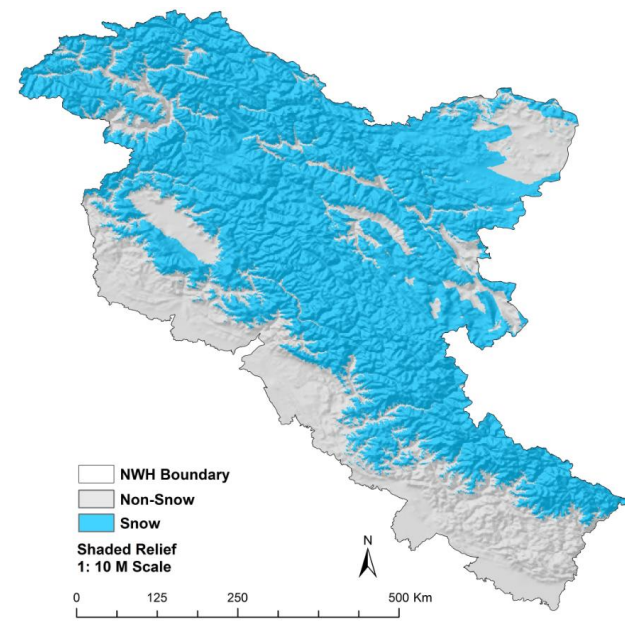 NWH Boundary
Non-Snow
Snow
Shaded Relief
1: 10 M Scale
N
0 125 250 500 Km